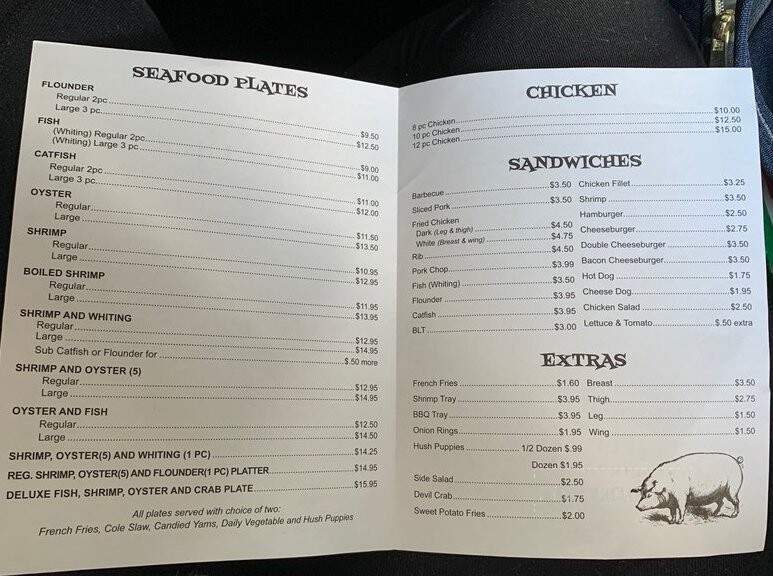 SEAFOOD PLATES
FLOUNDER
Regular 2pc $9.50
Large 3 pc $12.50
FISH
(Whiting) Regular 2pc $9.00
(Whiting) Large 3 pc $11.00
CATFISH
Regular 2pc $11.00
Large 3 pc $12.00
OYSTER
Regular $11.50
Large $13.50
SHRIMP
Regular $10.95
Large $12.95
BOILED SHRIMP
Regular $11.95
Large $13.95
SHRIMP AND WHITING
Regular $12.95
Large $14.95
Sub Catfish or Flounder for $.50 more
SHRIMP AND OYSTER (5)
Regular $12.95
Large $14.95
OYSTER AND FISH
Regular $12.50
Large $14.50
SHRIMP, OYSTER(5) AND WHITING (1 PC) $14.25
REG. SHRIMP, OYSTER(5) AND FLOUNDER(1 PC) PLATTER $14.95
DELUXE FISH, SHRIMP, OYSTER AND CRAB PLATE $15.95
All plates served with choice of two:
French Fries, Cole Slaw, Candied Yams, Daily Vegetable and Hush Puppies
CHICKEN
8 pc Chicken $10.00
10 pc Chicken $12.50
12 pc Chicken $15.00
SANDWICHES
Barbecue $3.50
Sliced Pork $3.50
Fried Chicken
Dark (Leg & thigh) $4.50
White (Breast & wing) $4.75
Rib $4.50
Pork Chop $3.99
Fish (Whiting) $3.50
Flounder $3.95
Catfish $3.95
BLT $3.00
Chicken Fillet $3.25
Shrimp $3.50
Hamburger $2.50
Cheeseburger $2.75
Double Cheeseburger $3.50
Bacon Cheeseburger $3.50
Hot Dog $1.75
Cheese Dog $1.95
Chicken Salad $2.50
Lettuce & Tomato $.50 extra
EXTRAS
French Fries $1.60
Shrimp Tray $3.95
BBQ Tray $3.95
Onion Rings $1.95
Hush Puppies 1/2 Dozen $.99
Dozen $1.95
Side Salad $2.50
Devil Crab $1.75
Sweet Potato Fries $2.00
Breast $3.50
Thigh $2.75
Leg $1.50
Wing $1.50